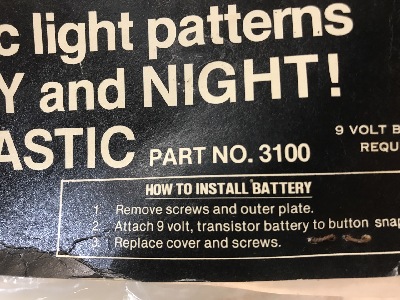 c light patterns
Y and NIGHT!
ASTIC PART NO. 3100
9 VOLT B
REQU
HOW TO INSTALL BATTERY
1. Remove screws and outer plate.
2. Attach 9 volt, transistor battery to button snap
3. Replace cover and screws.